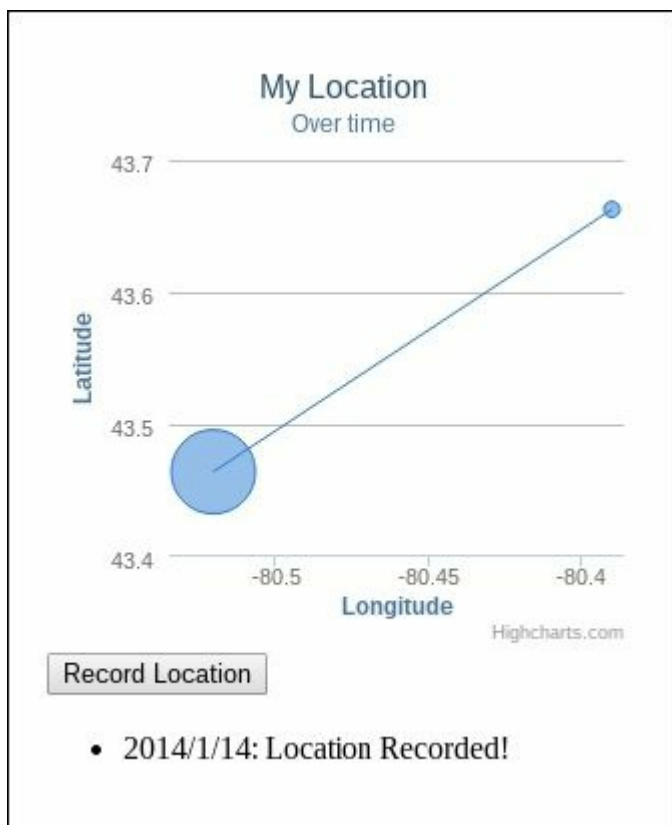 My Location
Over time
43.7
43.6
43.5
43.4
Latitude
-80.5 -80.45 -80.4
Longitude
Highcharts.com
Record Location
• 2014/1/14: Location Recorded!